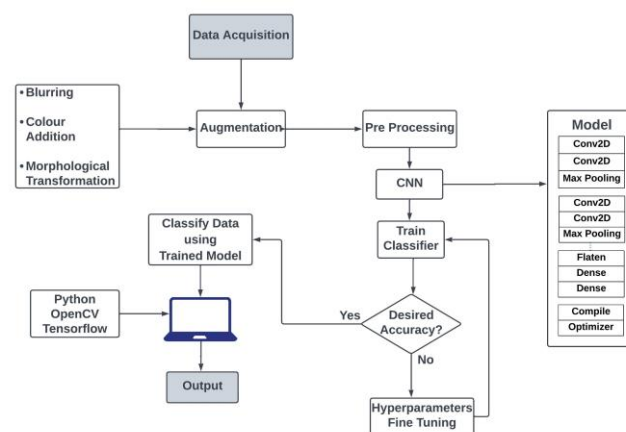 Data Acquisition
• Blurring
• Colour
Addition
• Morphological
Transformation
Augmentation
Pre Processing
CNN
Model
Conv2D
Conv2D
Max Pooling
Conv2D
Conv2D
Max Pooling
Flaten
Dense
Dense
Compile
Optimizer
Train
Classifier
Classify Data
using
Trained Model
Python
OpenCV
Tensorflow
Yes
Desired
Accuracy?
No
Output
Hyperparameters
Fine Tuning